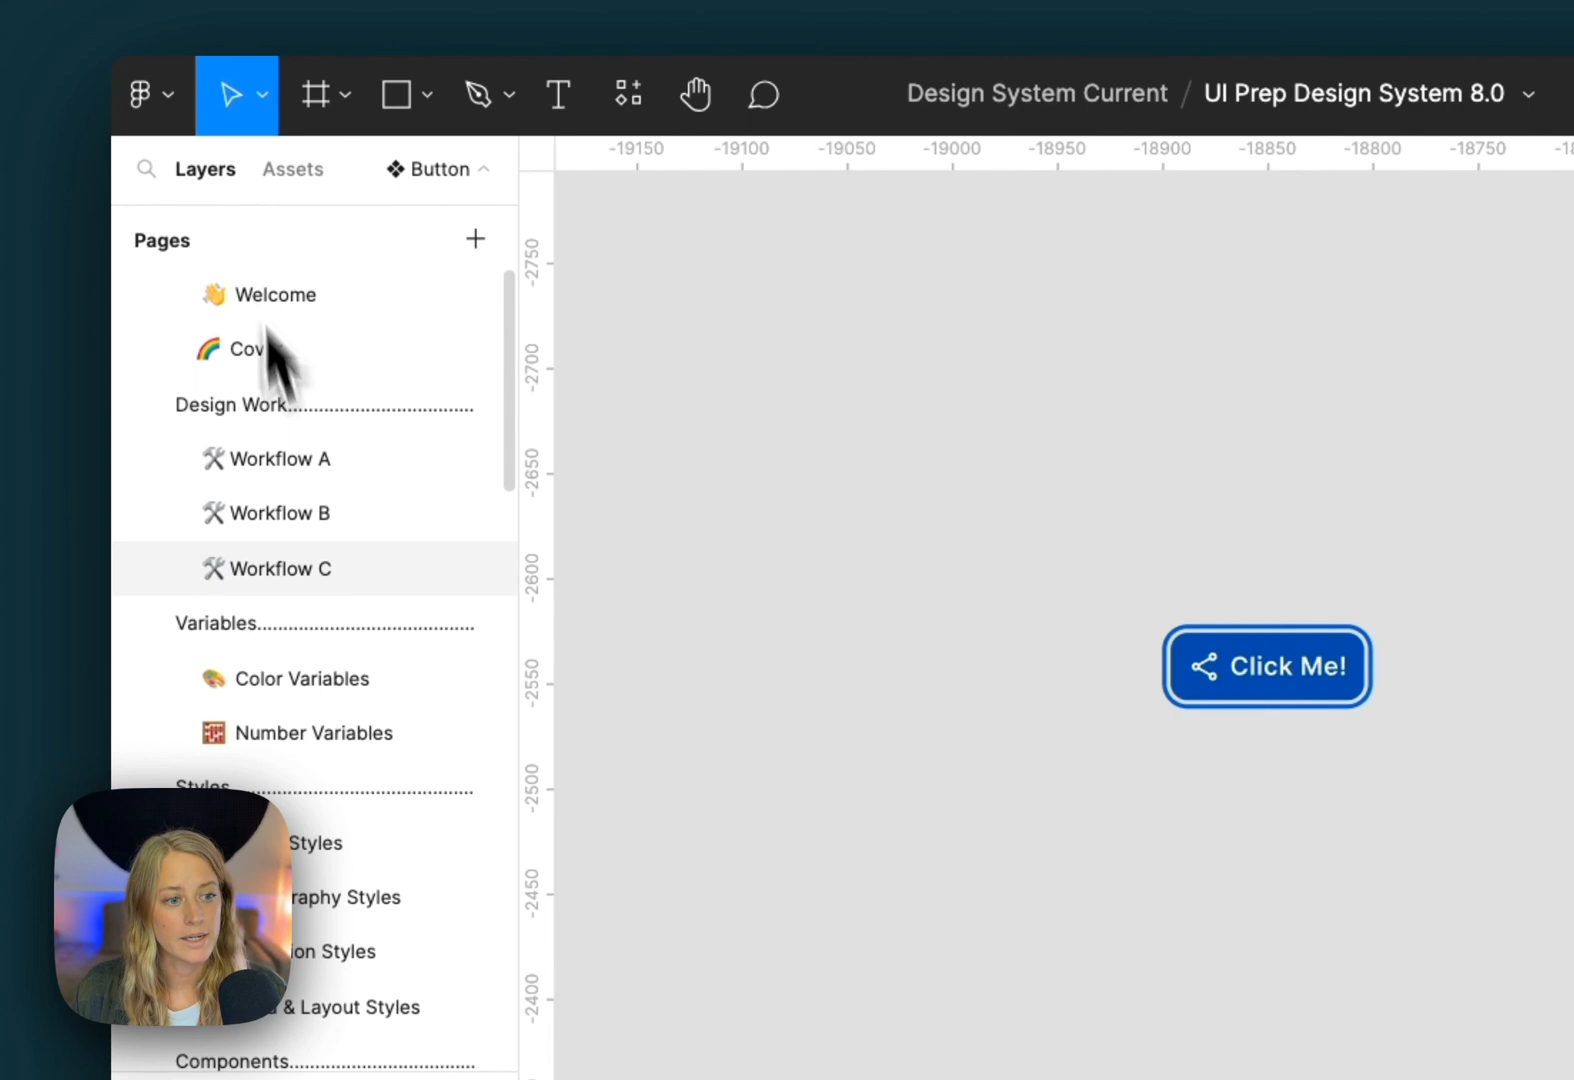 Design System Current / UI Prep Design System 8.0
Layers Assets Button
-19150 -19100 -19050 -19000 -18950 -18900 -18850 -18800 -18750
Pages
Welcome
Design Work....................................
Workflow A
Workflow B
Workflow C
Variables..........................................
Color Variables
Number Variables
Styles..............................................
Styles
Styles
Styles
& Layout Styles
Components....................................
-2750
-2700
-2650
-2600
-2550
-2500
-2450
-2400
Click Me!